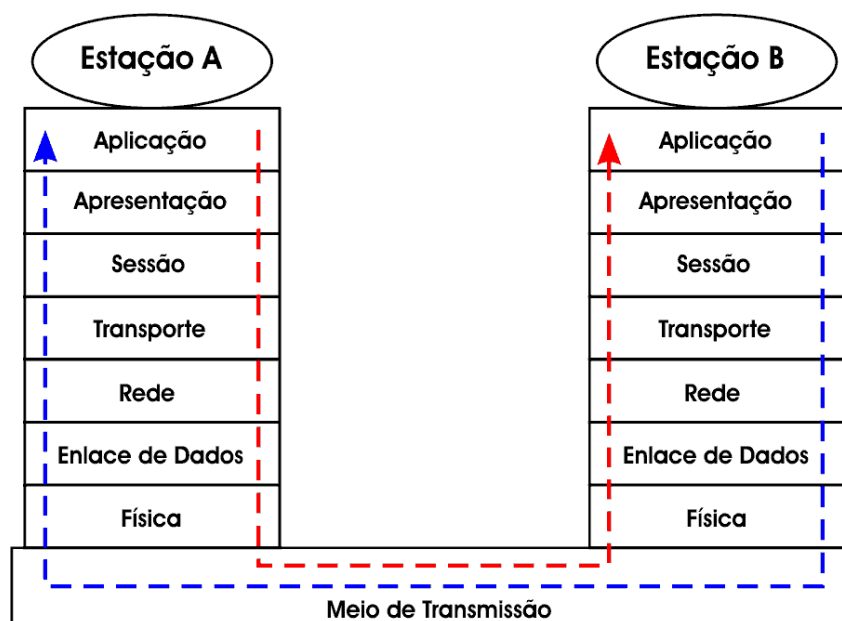 Estação A
Estação B
Aplicação
Aplicação
Apresentação
Apresentação
Sessão
Sessão
Transporte
Transporte
Rede
Rede
Enlace de Dados
Enlace de Dados
Física
Física
Meio de Transmissão